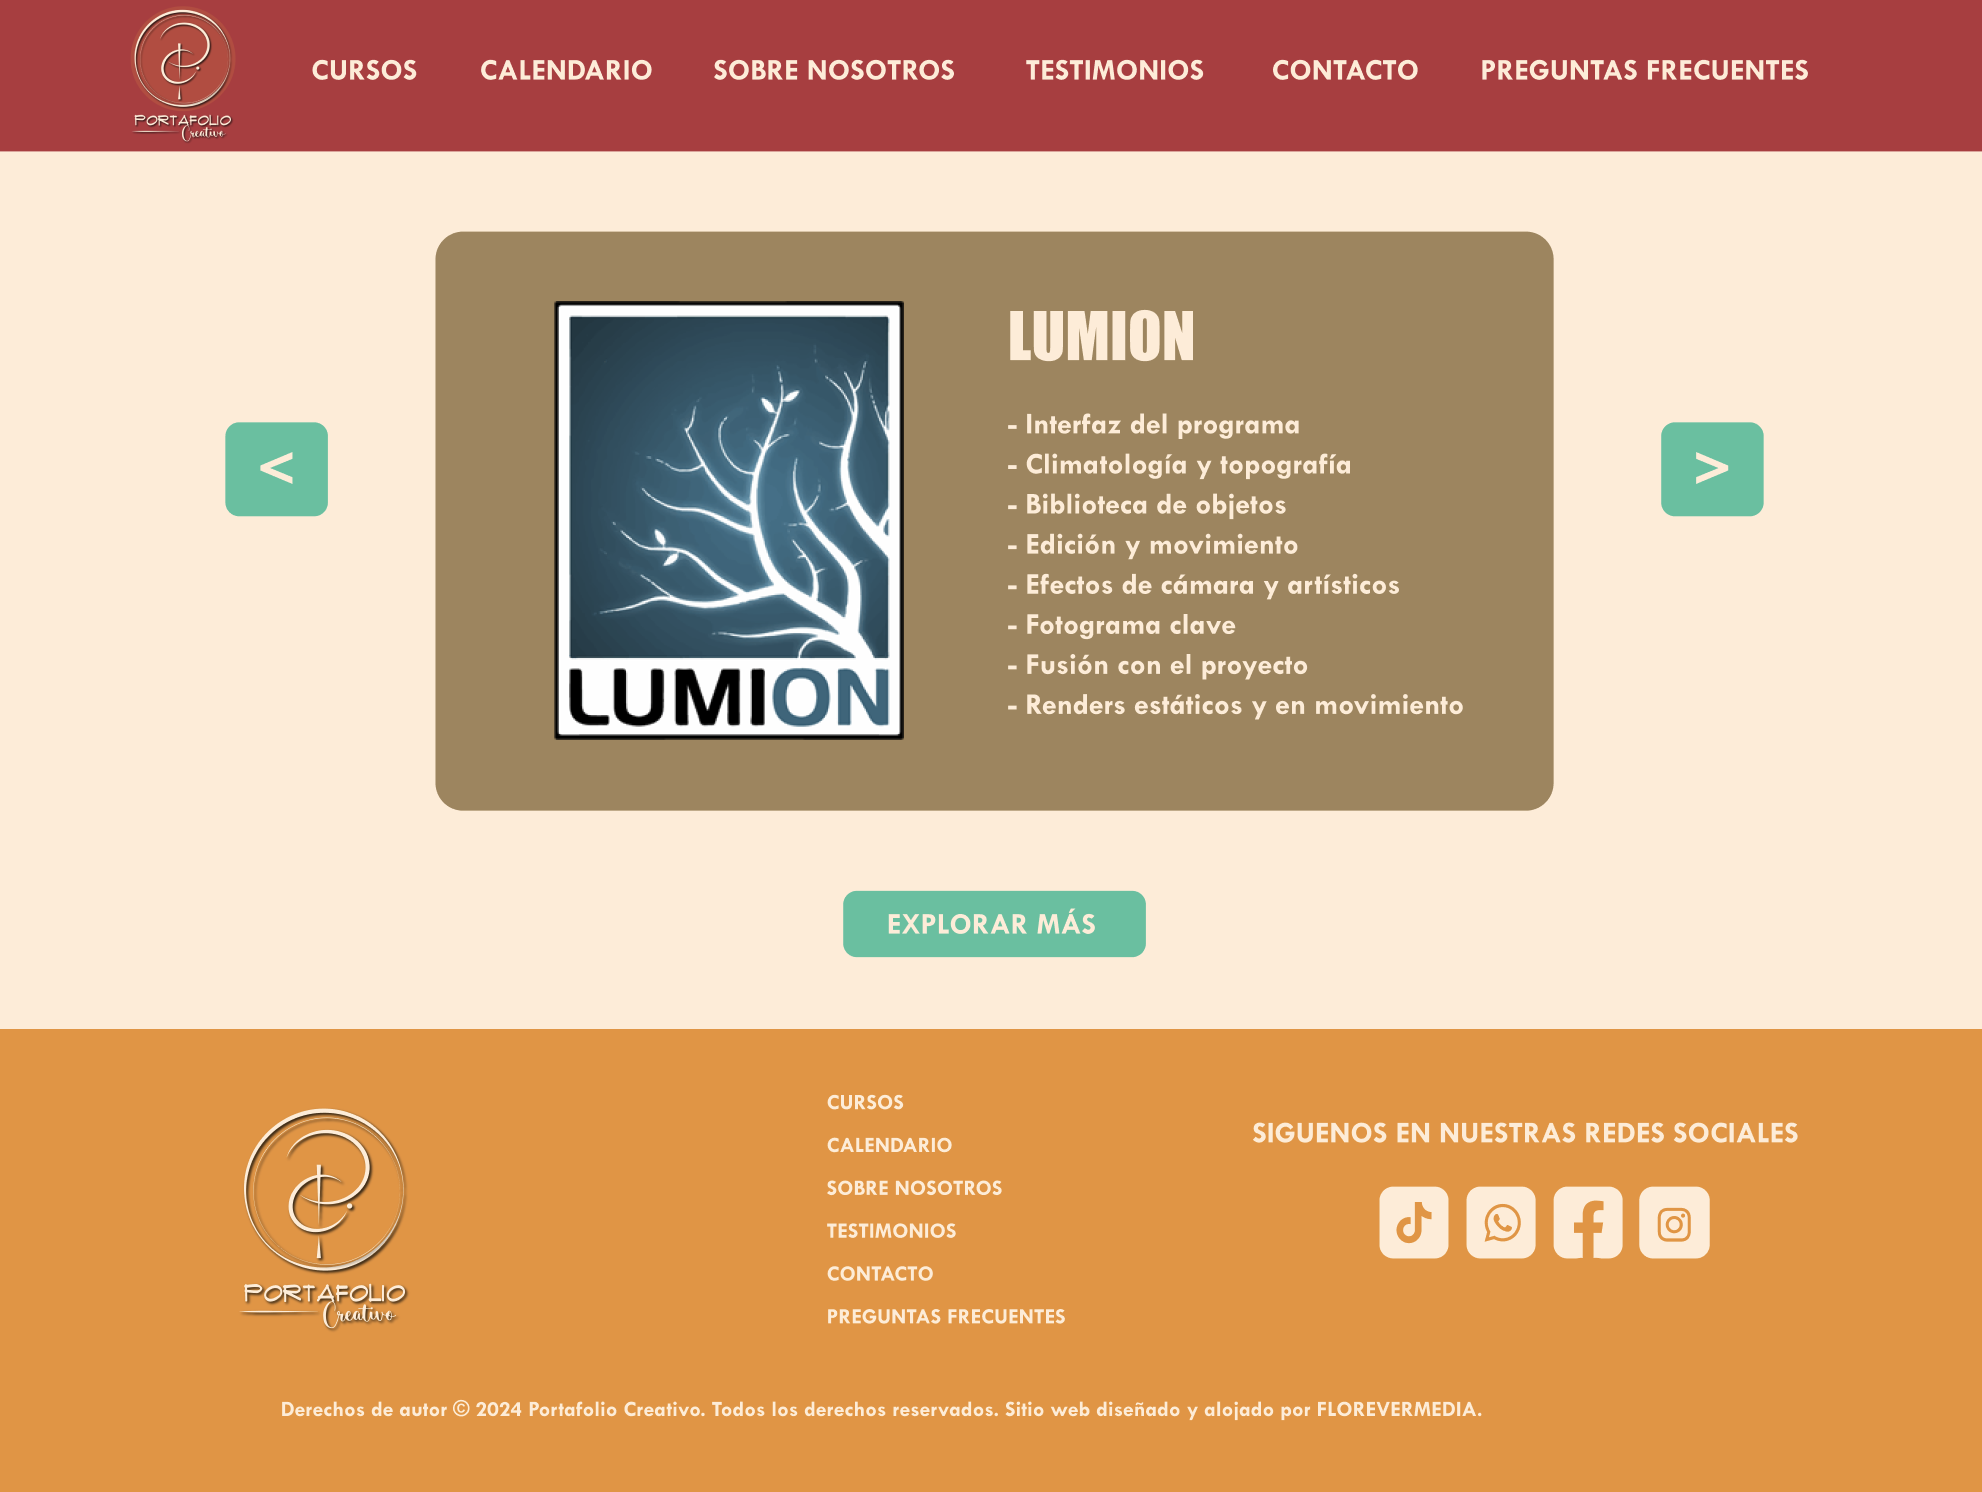 PORTAFOLIO
Creativo
CURSOS
CALENDARIO
SOBRE NOSOTROS
TESTIMONIOS
CONTACTO
PREGUNTAS FRECUENTES
<
LUMION
LUMION
- Interfaz del programa
- Climatología y topografía
- Biblioteca de objetos
- Edición y movimiento
- Efectos de cámara y artísticos
- Fotograma clave
- Fusión con el proyecto
- Renders estáticos y en movimiento
>
EXPLORAR MÁS
PORTAFOLIO
Creativo
CURSOS
CALENDARIO
SOBRE NOSOTROS
TESTIMONIOS
CONTACTO
PREGUNTAS FRECUENTES
SIGUENOS EN NUESTRAS REDES SOCIALES
Derechos de autor © 2024 Portafolio Creativo. Todos los derechos reservados. Sitio web diseñado y alojado por FLOREVERMEDIA.